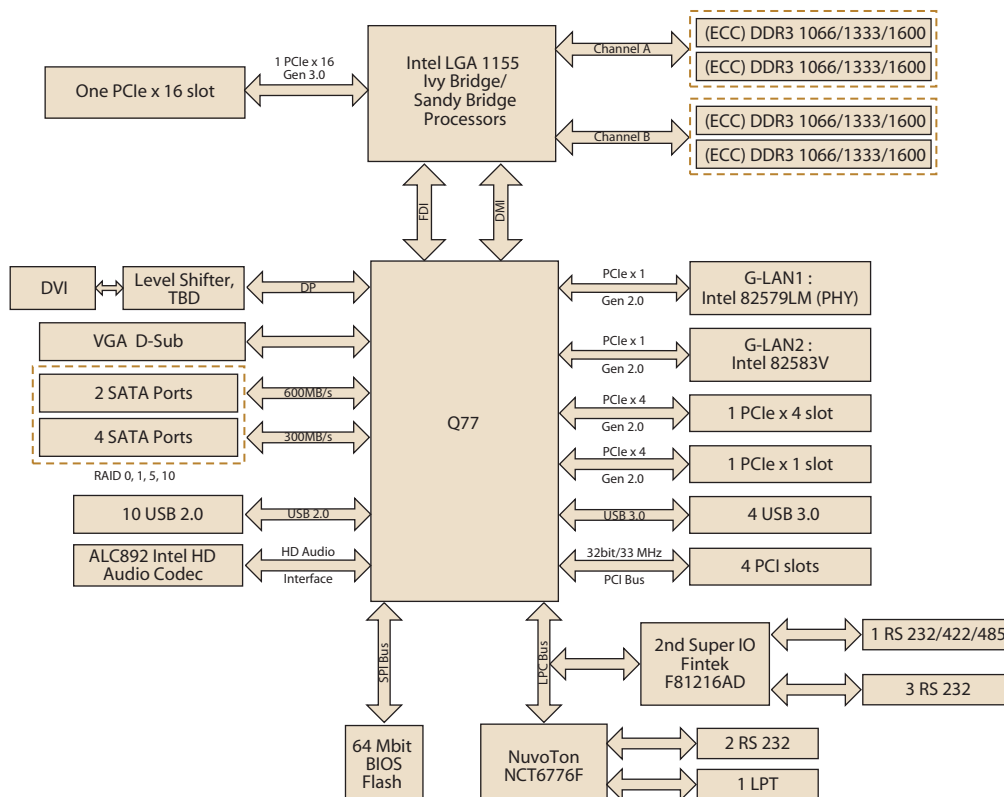 (ECC) DDR3 1066/1333/1600
Channel A
(ECC) DDR3 1066/1333/1600
1 PCIe x 16
Gen 3.0
One PCIe x 16 slot
Intel LGA 1155
Ivy Bridge/
Sandy Bridge
Processors
(ECC) DDR3 1066/1333/1600
Channel B
(ECC) DDR3 1066/1333/1600
FDI
DMI
DVI
Level Shifter,
TBD
DP
PCIe x 1
Gen 2.0
G-LAN1 :
Intel 82579LM (PHY)
VGA D-Sub
PCIe x 1
Gen 2.0
G-LAN2 :
Intel 82583V
2 SATA Ports
600MB/s
4 SATA Ports
300MB/s
RAID 0, 1, 5, 10
Q77
PCIe x 4
Gen 2.0
1 PCIe x 4 slot
PCIe x 4
Gen 2.0
1 PCIe x 1 slot
10 USB 2.0
USB 2.0
USB 3.0
4 USB 3.0
ALC892 Intel HD
Audio Codec
HD Audio
Interface
32bit/33 MHz
PCI Bus
4 PCI slots
SPI Bus
LPC Bus
2nd Super IO
Fintek
F81216AD
1 RS 232/422/485
3 RS 232
64 Mbit
BIOS
Flash
NuvoTon
NCT6776F
2 RS 232
1 LPT